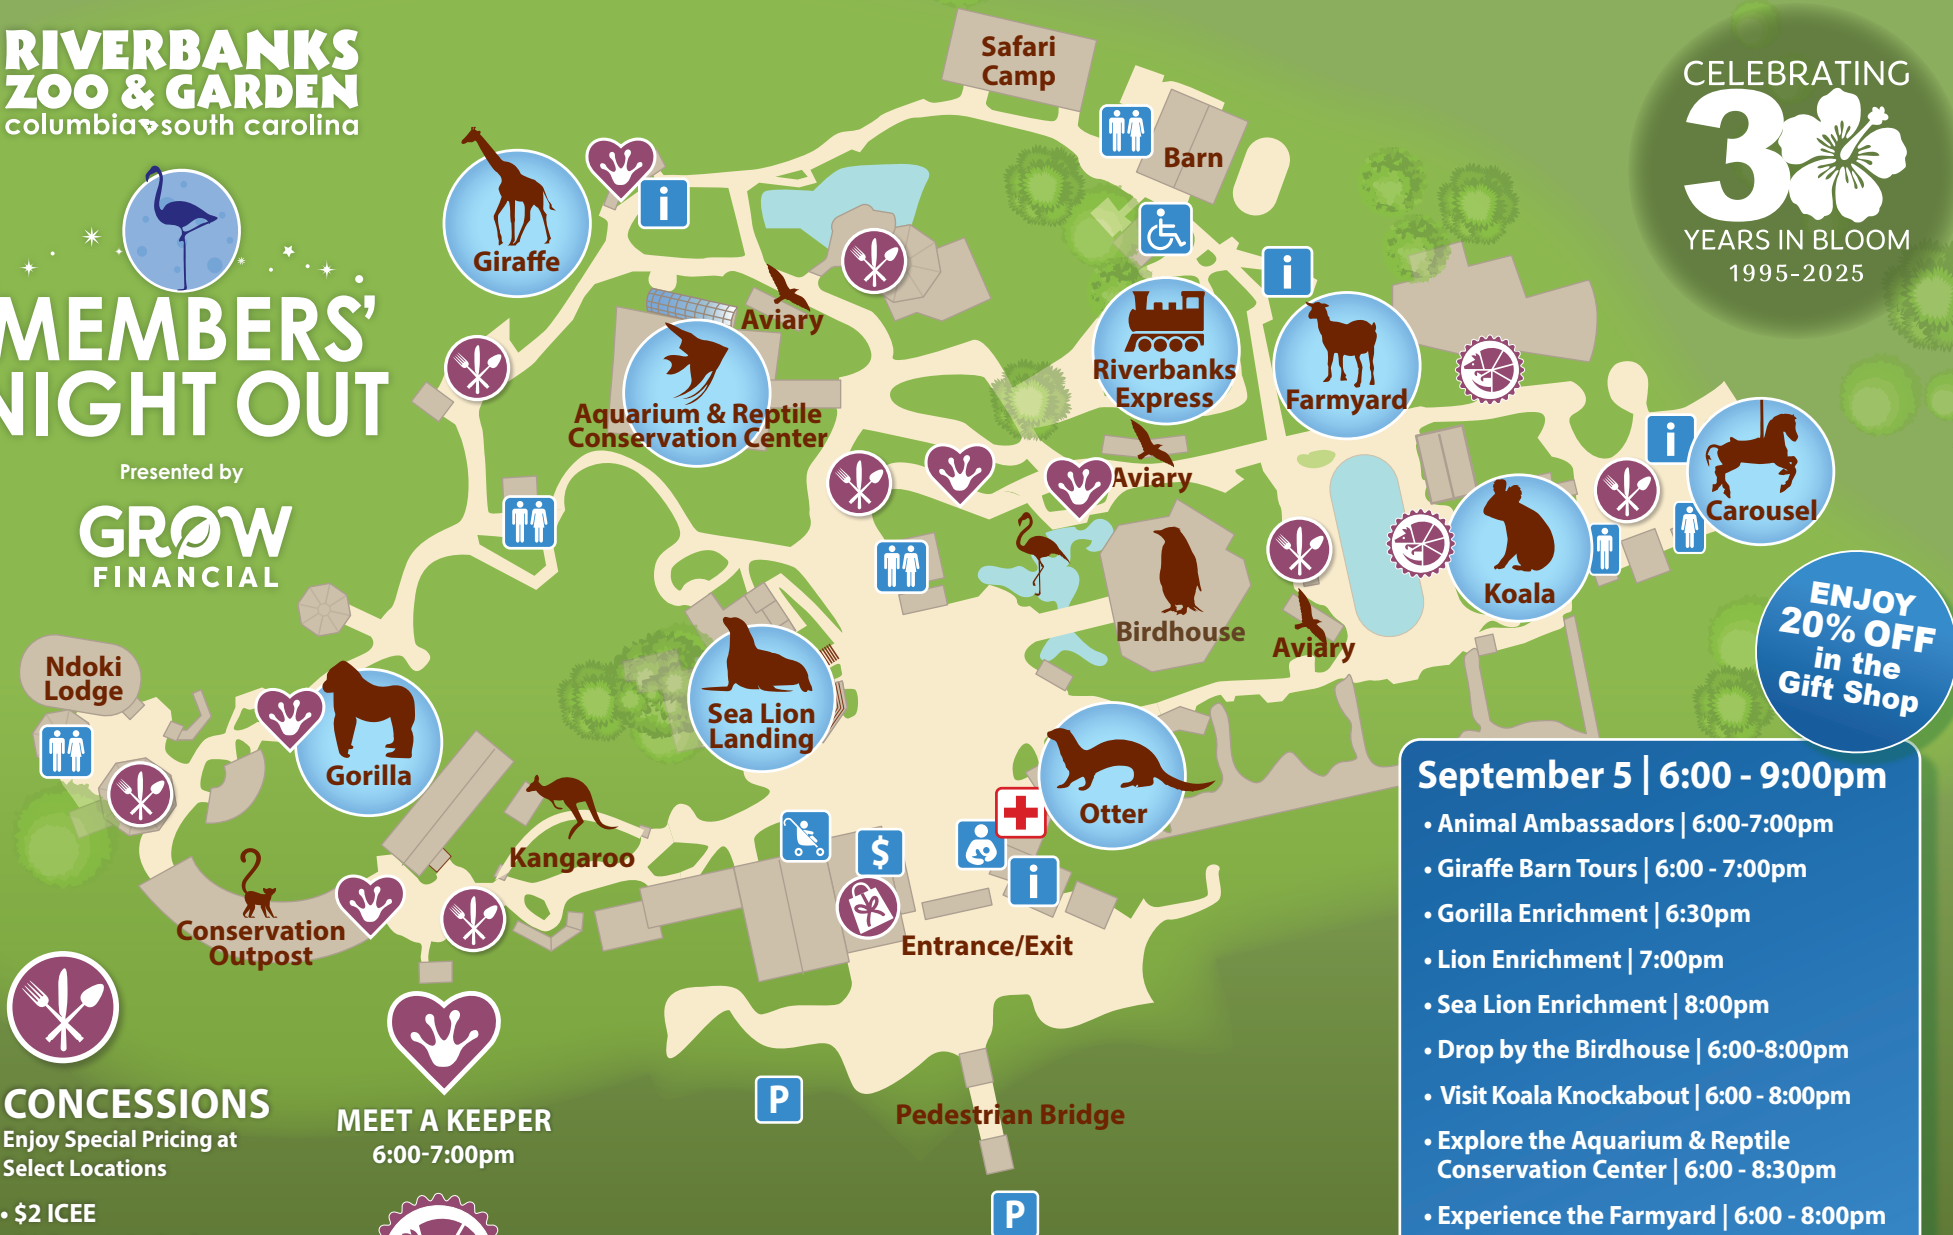 RIVERBANKS
ZOO & GARDEN
columbia south carolina
MEMBERS'
NIGHT OUT
Presented by
GROW
FINANCIAL
CELEBRATING
30
YEARS IN BLOOM
1995-2025
Safari
Camp
Barn
Giraffe
Aviary
Aquarium & Reptile
Conservation Center
Riverbanks
Express
Farmyard
Aviary
Carousel
Koala
Birdhouse
Aviary
Ndoki
Lodge
Gorilla
Sea Lion
Landing
Otter
Kangaroo
Conservation
Outpost
Entrance/Exit
Pedestrian Bridge
i
i
i
i
$
P
P
ENJOY
20% OFF
in the
Gift Shop
CONCESSIONS
Enjoy Special Pricing at
Select Locations
• $2 ICEE
MEET A KEEPER
6:00-7:00pm
September 5 | 6:00 - 9:00pm
• Animal Ambassadors | 6:00-7:00pm
• Giraffe Barn Tours | 6:00 - 7:00pm
• Gorilla Enrichment | 6:30pm
• Lion Enrichment | 7:00pm
• Sea Lion Enrichment | 8:00pm
• Drop by the Birdhouse | 6:00-8:00pm
• Visit Koala Knockabout | 6:00 - 8:00pm
• Explore the Aquarium & Reptile
Conservation Center | 6:00 - 8:30pm
• Experience the Farmyard | 6:00 - 8:00pm